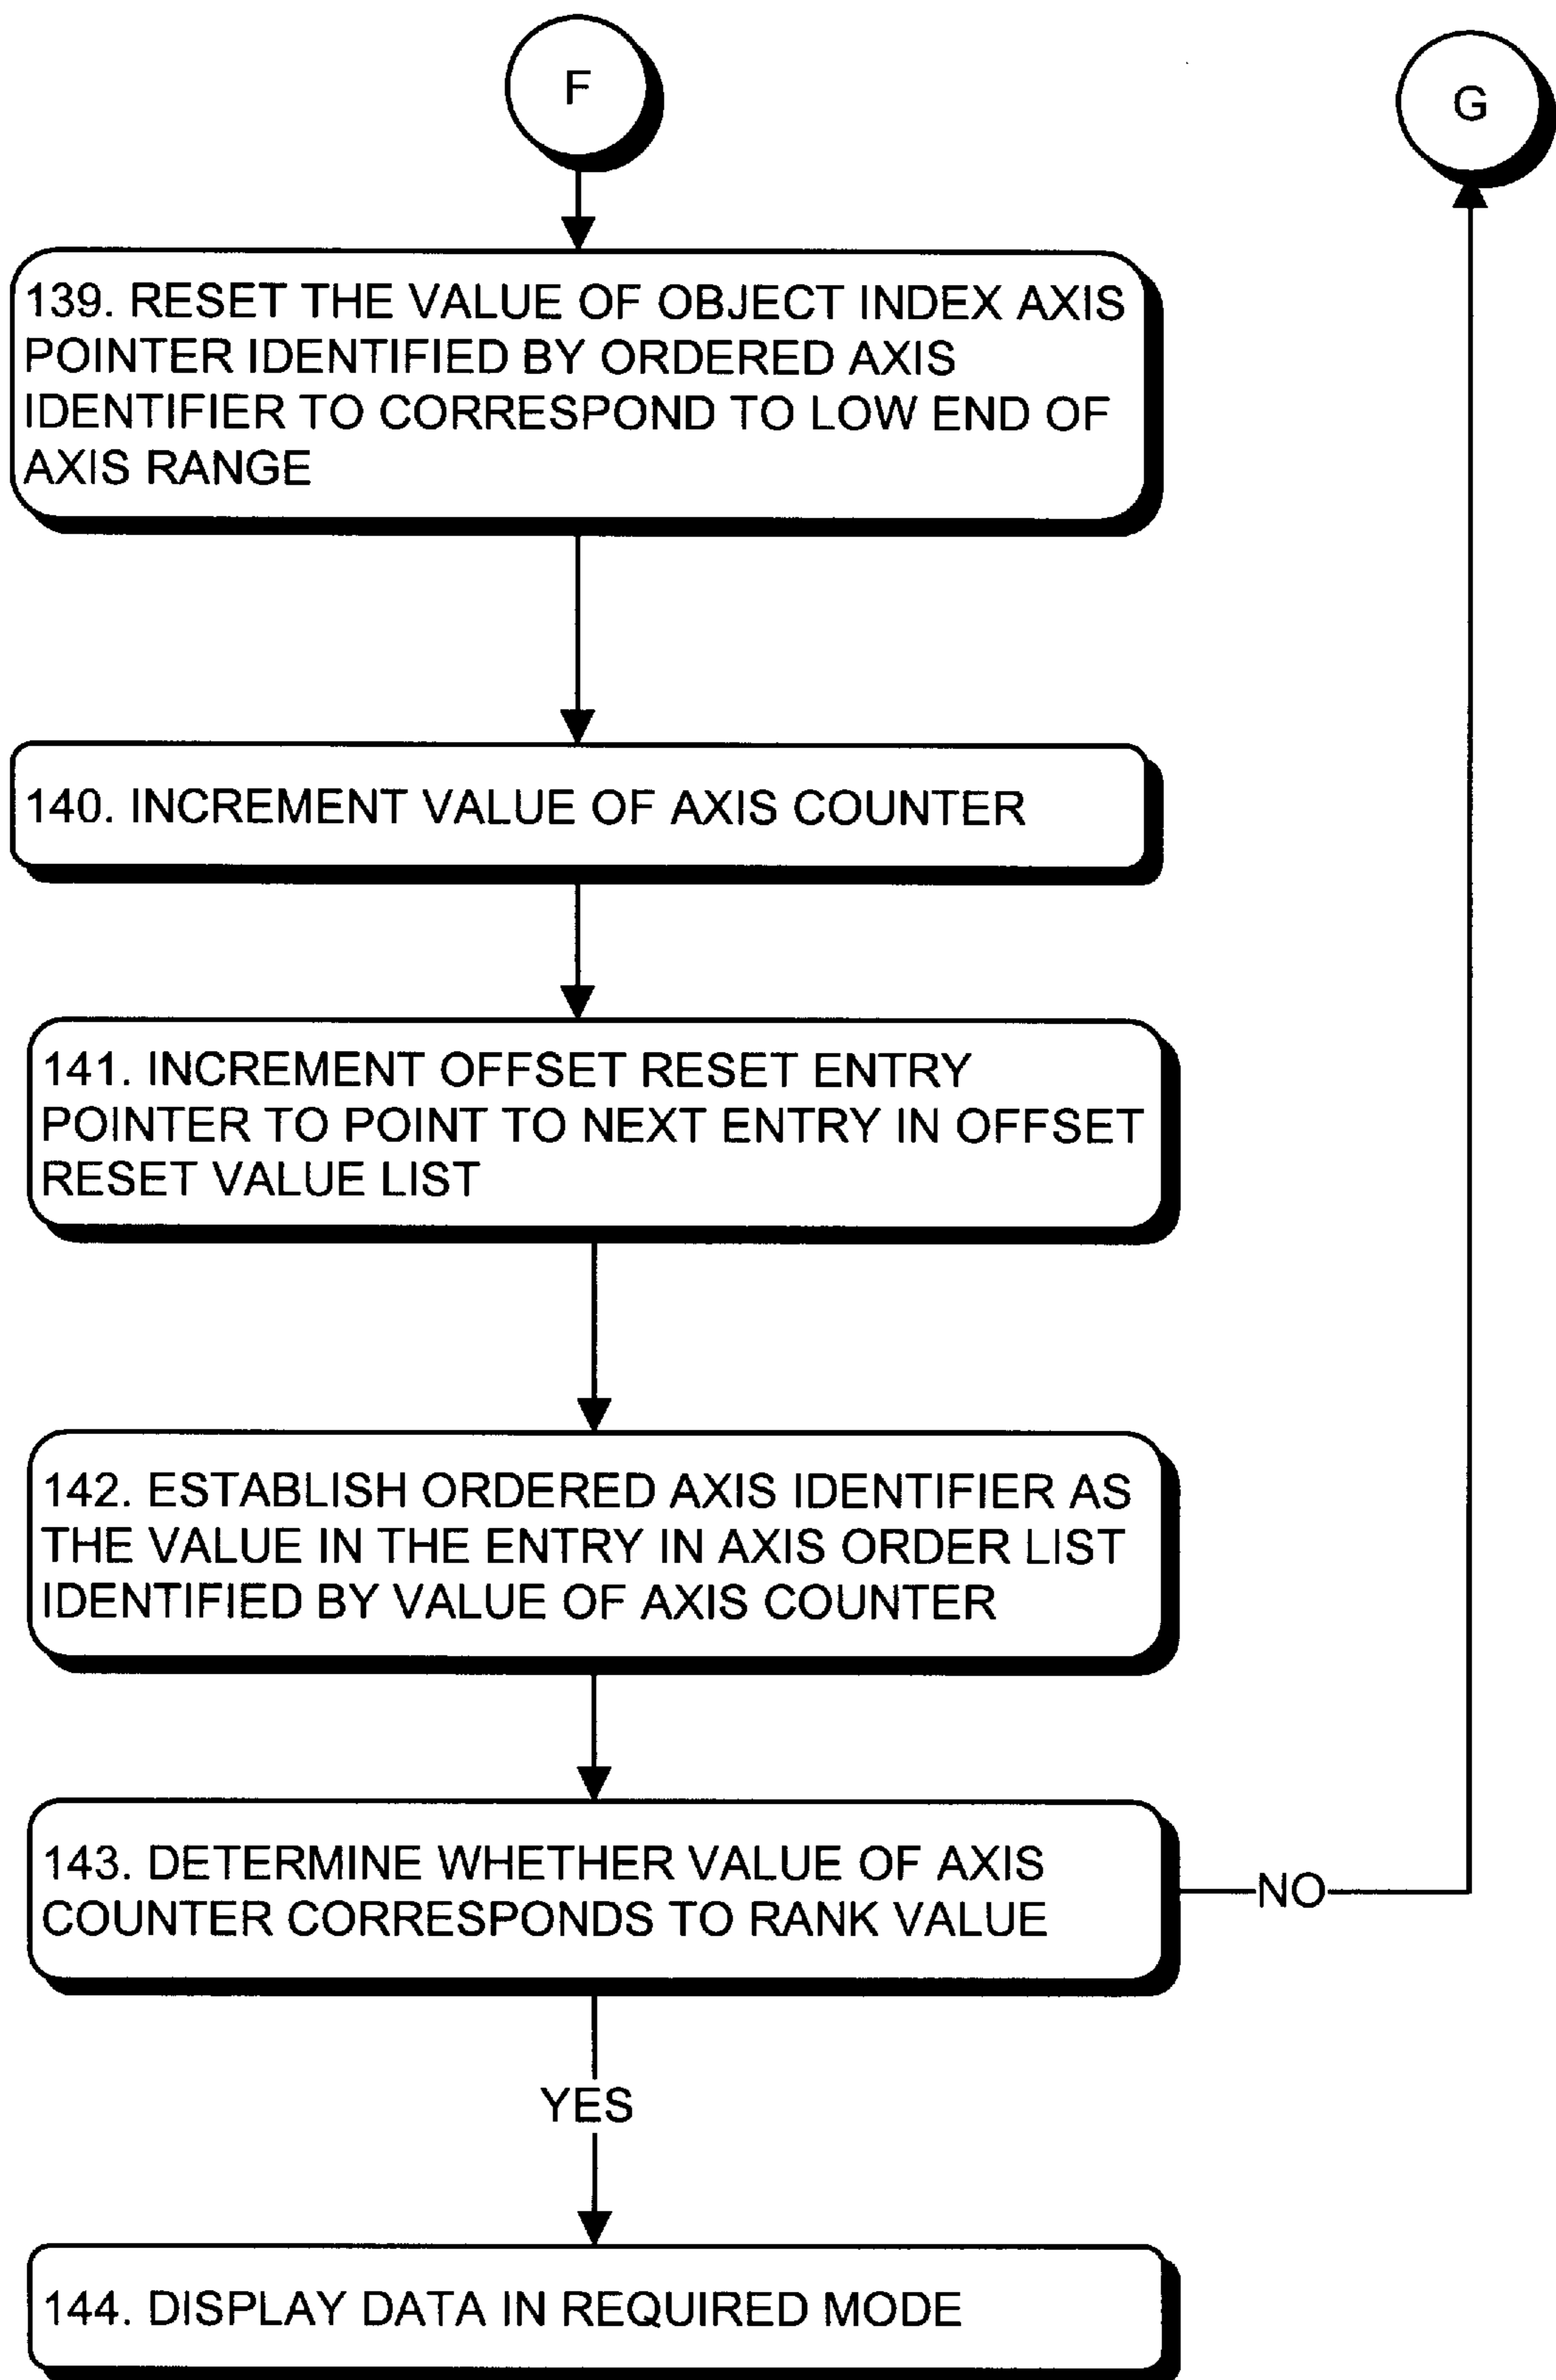 F
G
139. RESET THE VALUE OF OBJECT INDEX AXIS
POINTER IDENTIFIED BY ORDERED AXIS
IDENTIFIER TO CORRESPOND TO LOW END OF
AXIS RANGE
140. INCREMENT VALUE OF AXIS COUNTER
141. INCREMENT OFFSET RESET ENTRY
POINTER TO POINT TO NEXT ENTRY IN OFFSET
RESET VALUE LIST
142. ESTABLISH ORDERED AXIS IDENTIFIER AS
THE VALUE IN THE ENTRY IN AXIS ORDER LIST
IDENTIFIED BY VALUE OF AXIS COUNTER
143. DETERMINE WHETHER VALUE OF AXIS
COUNTER CORRESPONDS TO RANK VALUE
NO
YES
144. DISPLAY DATA IN REQUIRED MODE